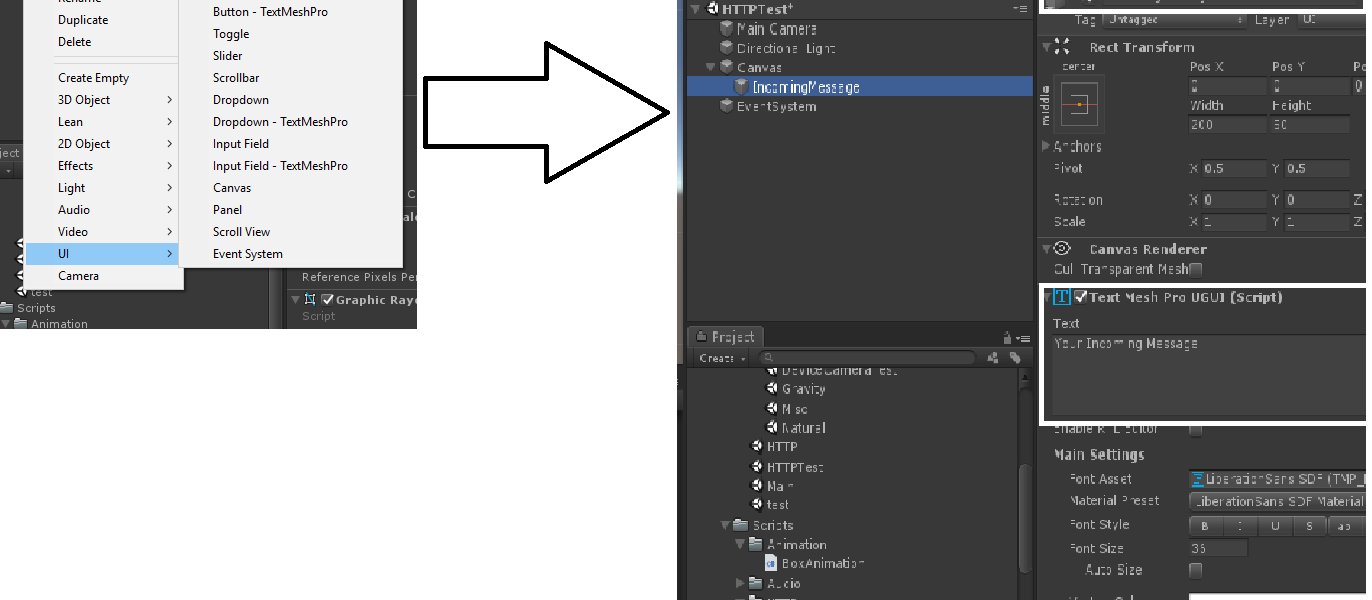 Duplicate
Delete
Create Empty
3D Object
Lean
2D Object
Effects
Light
Audio
Video
UI
Camera
Button - TextMeshPro
Toggle
Slider
Scrollbar
Dropdown
Dropdown - TextMeshPro
Input Field
Input Field - TextMeshPro
Canvas
Panel
Scroll View
Event System
test
Scripts
Animation
Reference Pixels Per
Graphic Rayc
Script
HTTPTest*
Main Camera
Directional Light
Canvas
IncomingMessage
EventSystem
Project
Create
DeviceCameraTest
Gravity
Misc
Natural
HTTP
HTTPTest
Main
test
Scripts
Animation
BoxAnimation
Audio
Tag Untagged Layer UI
Rect Transform
center Pos X Pos Y Po
middle 0 0 0
Width Height
200 50
Anchors
Pivot X 0.5 Y 0.5
Rotation X 0 Y 0 Z
Scale X 1 Y 1 Z
Canvas Renderer
Cull Transparent Mesh
Text Mesh Pro UGUI (Script)
Text
Your Incoming Message
Enable RTL Editor
Main Settings
Font Asset LiberationSans SDF (TMP_
Material Preset LiberationSans SDF Material
Font Style B I U S ab
Font Size 36
Auto Size